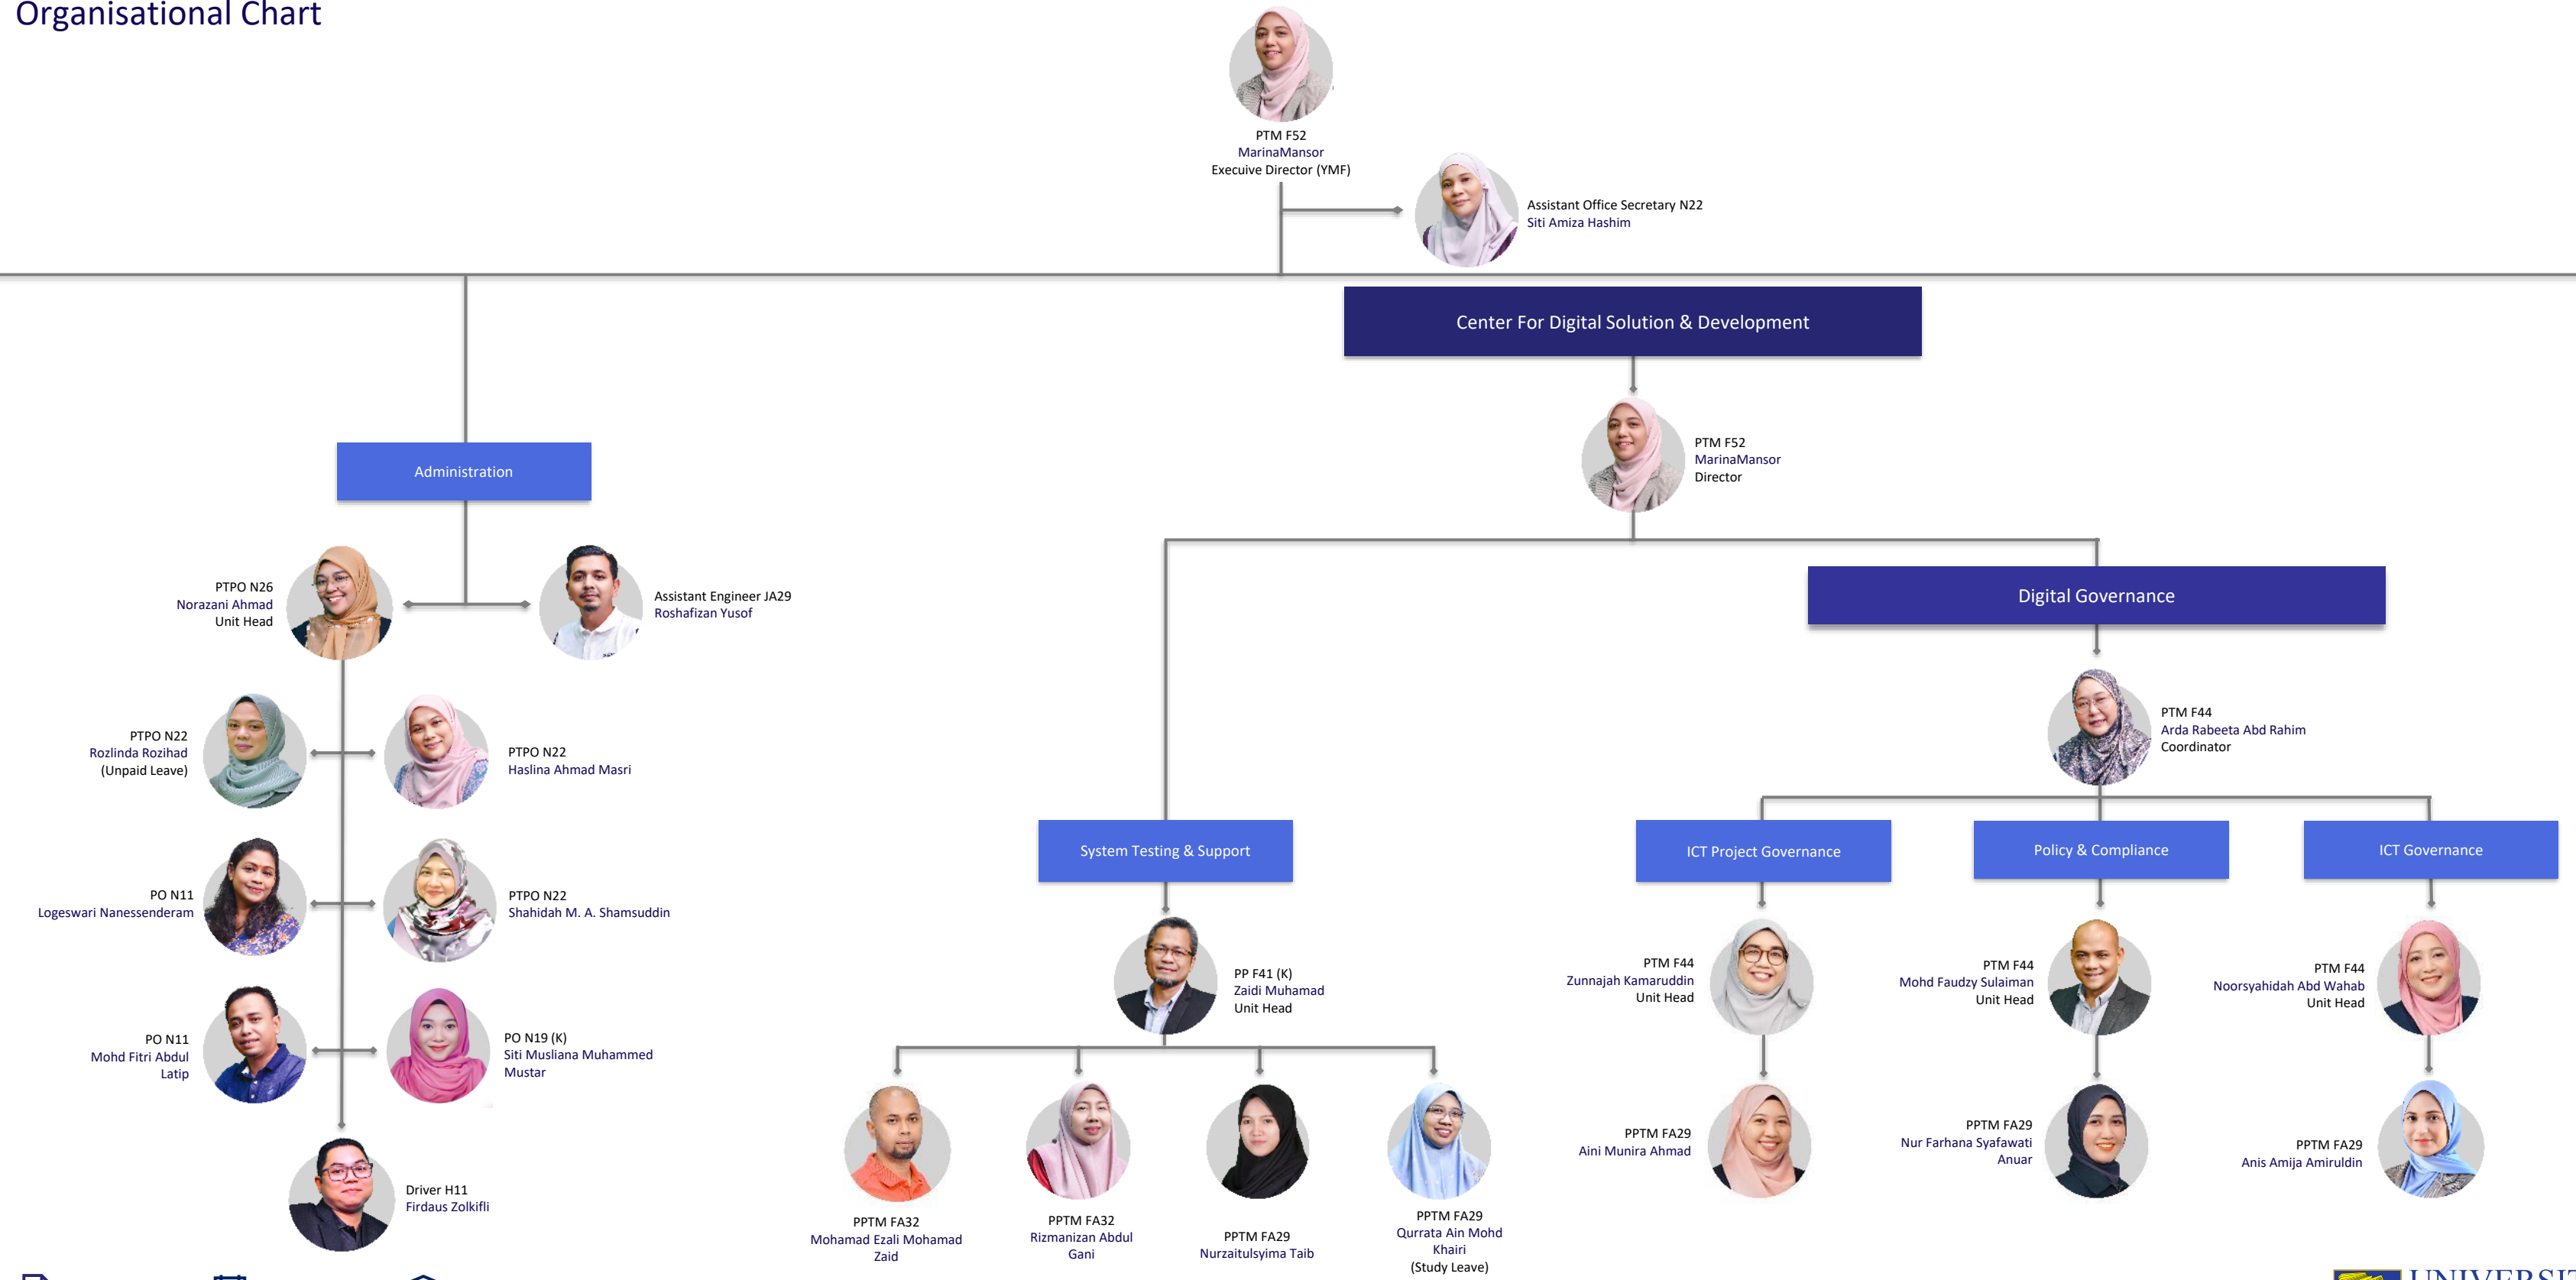 Organisational Chart
PTM F52
MarinaMansor
Execuive Director (YMF)
Assistant Office Secretary N22
Siti Amiza Hashim
Center For Digital Solution & Development
PTM F52
MarinaMansor
Director
Administration
PTPO N26
Norazani Ahmad
Unit Head
Assistant Engineer JA29
Roshafizan Yusof
PTPO N22
Rozlinda Rozihad
(Unpaid Leave)
PTPO N22
Haslina Ahmad Masri
PO N11
Logeswari Nanessenderam
PTPO N22
Shahidah M. A. Shamsuddin
PO N11
Mohd Fitri Abdul
Latip
PO N19 (K)
Siti Musliana Muhammed
Mustar
Driver H11
Firdaus Zolkifli
System Testing & Support
PP F41 (K)
Zaidi Muhamad
Unit Head
PPTM FA32
Mohamad Ezali Mohamad
Zaid
PPTM FA32
Rizmanizan Abdul
Gani
PPTM FA29
Nurzaitulsyima Taib
PPTM FA29
Qurrata Ain Mohd
Khairi
(Study Leave)
Digital Governance
PTM F44
Arda Rabeeta Abd Rahim
Coordinator
ICT Project Governance
PTM F44
Zunnajah Kamaruddin
Unit Head
PPTM FA29
Aini Munira Ahmad
Policy & Compliance
PTM F44
Mohd Faudzy Sulaiman
Unit Head
PPTM FA29
Nur Farhana Syafawati
Anuar
ICT Governance
PTM F44
Noorsyahidah Abd Wahab
Unit Head
PPTM FA29
Anis Amija Amiruldin
UNIVERSIT